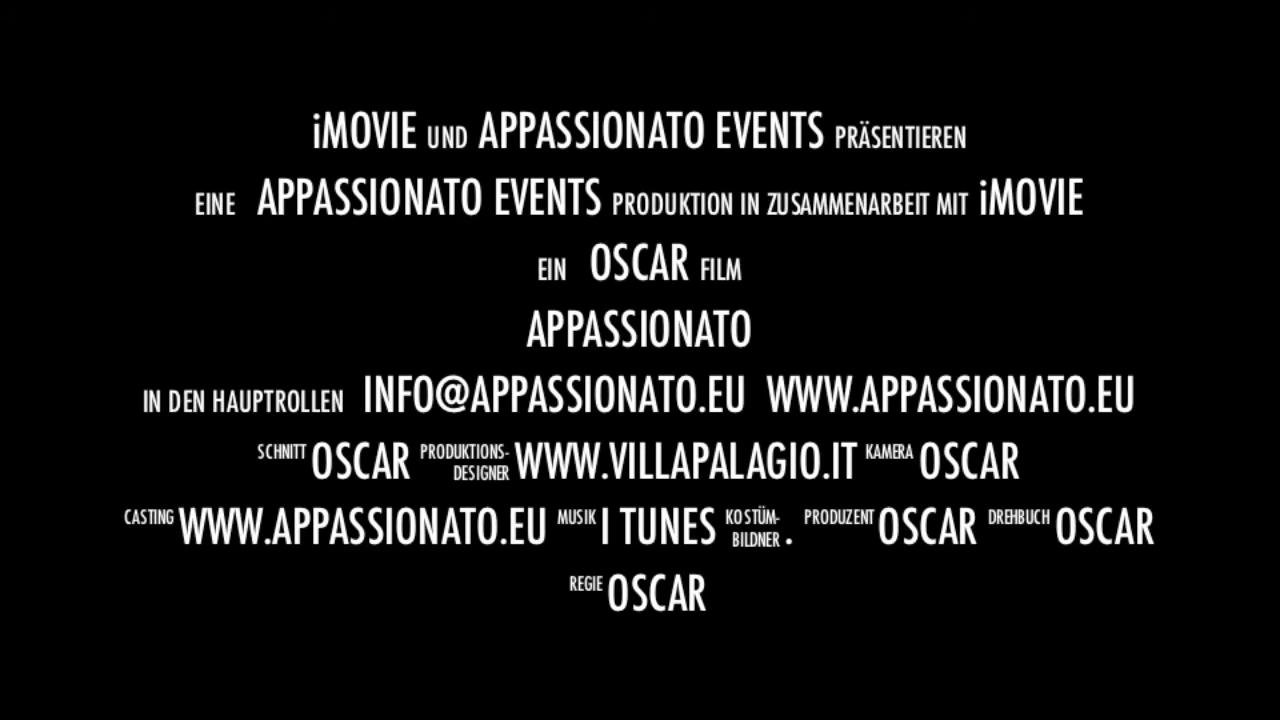 iMOVIE UND APPASSIONATO EVENTS PRÄSENTIEREN
EINE APPASSIONATO EVENTS PRODUKTION IN ZUSAMMENARBEIT MIT iMOVIE
EIN OSCAR FILM
APPASSIONATO
IN DEN HAUPTROLLEN INFO@APPASSIONATO.EU WWW.APPASSIONATO.EU
SCHNITT OSCAR PRODUKTIONS-DESIGNER WWW.VILLAPALAGIO.IT KAMERA OSCAR
CASTING WWW.APPASSIONATO.EU MUSIK I TUNES KOSTÜM-BILDNER . PRODUZENT OSCAR DREHBUCH OSCAR
REGIE OSCAR